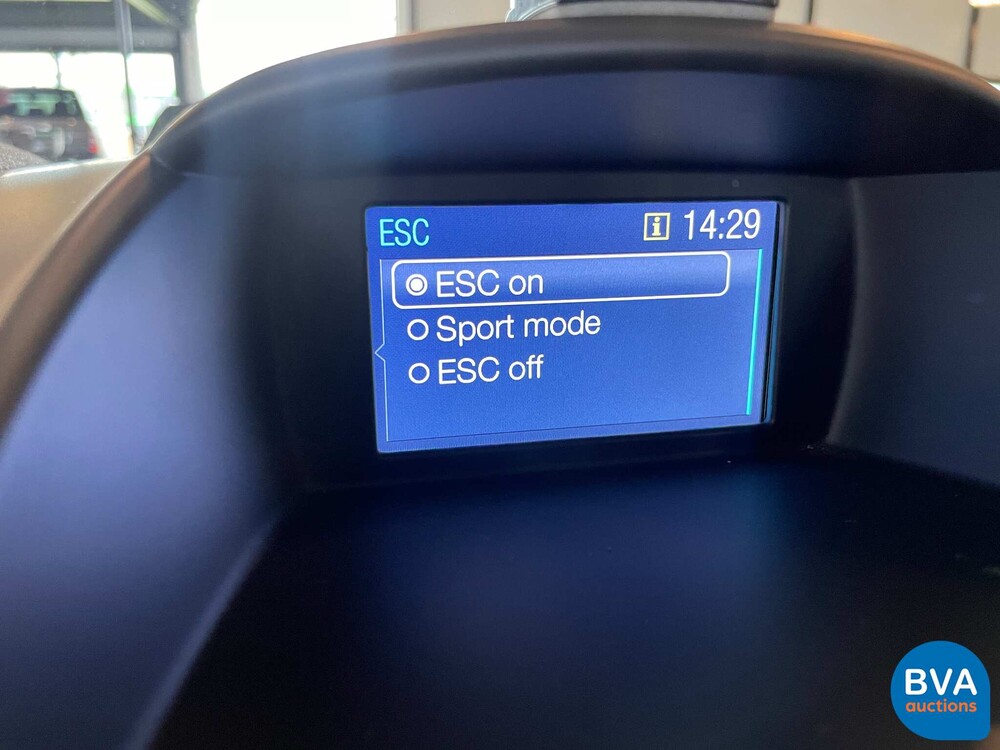 ESC
i 14:29
ESC on
Sport mode
ESC off
BVA
auctions